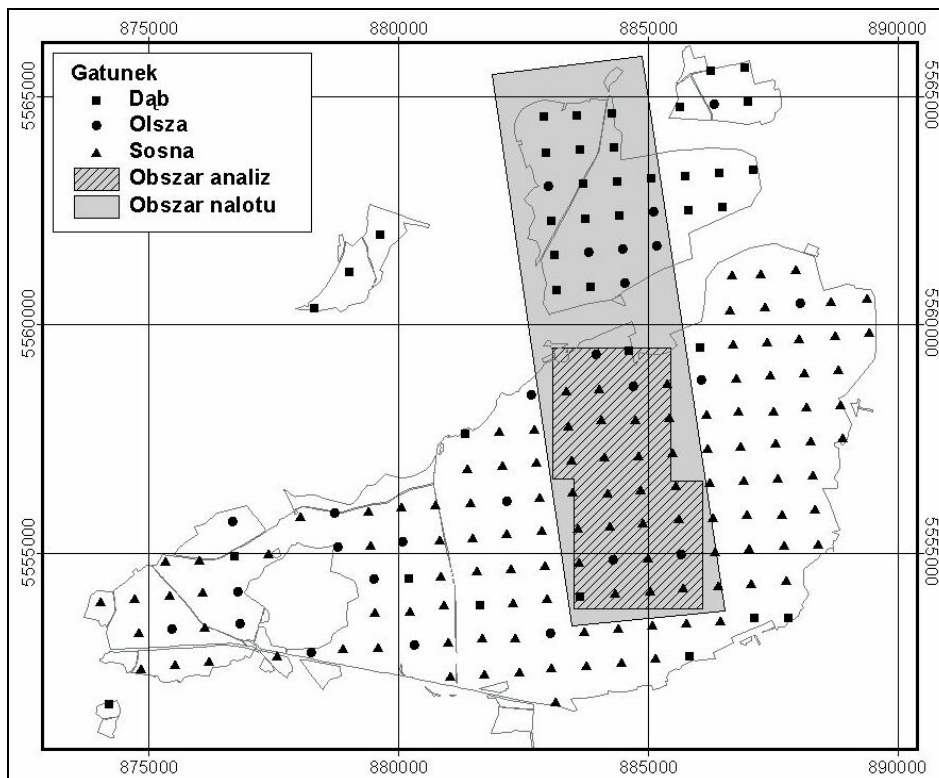 875000 880000 885000 890000
Gatunek
Dąb
Olsza
Sosna
Obszar analiz
Obszar nalotu
5565000 5565000
5560000 5560000
5555000 5555000
875000 880000 885000 890000